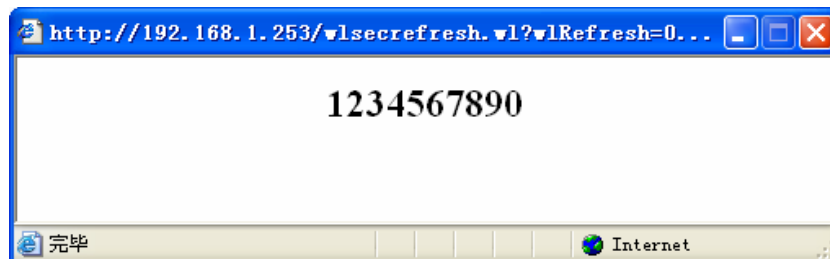 http://192.168.1.253/wlsecrefresh.wl?wlRefresh=0...
1234567890
完毕
Internet